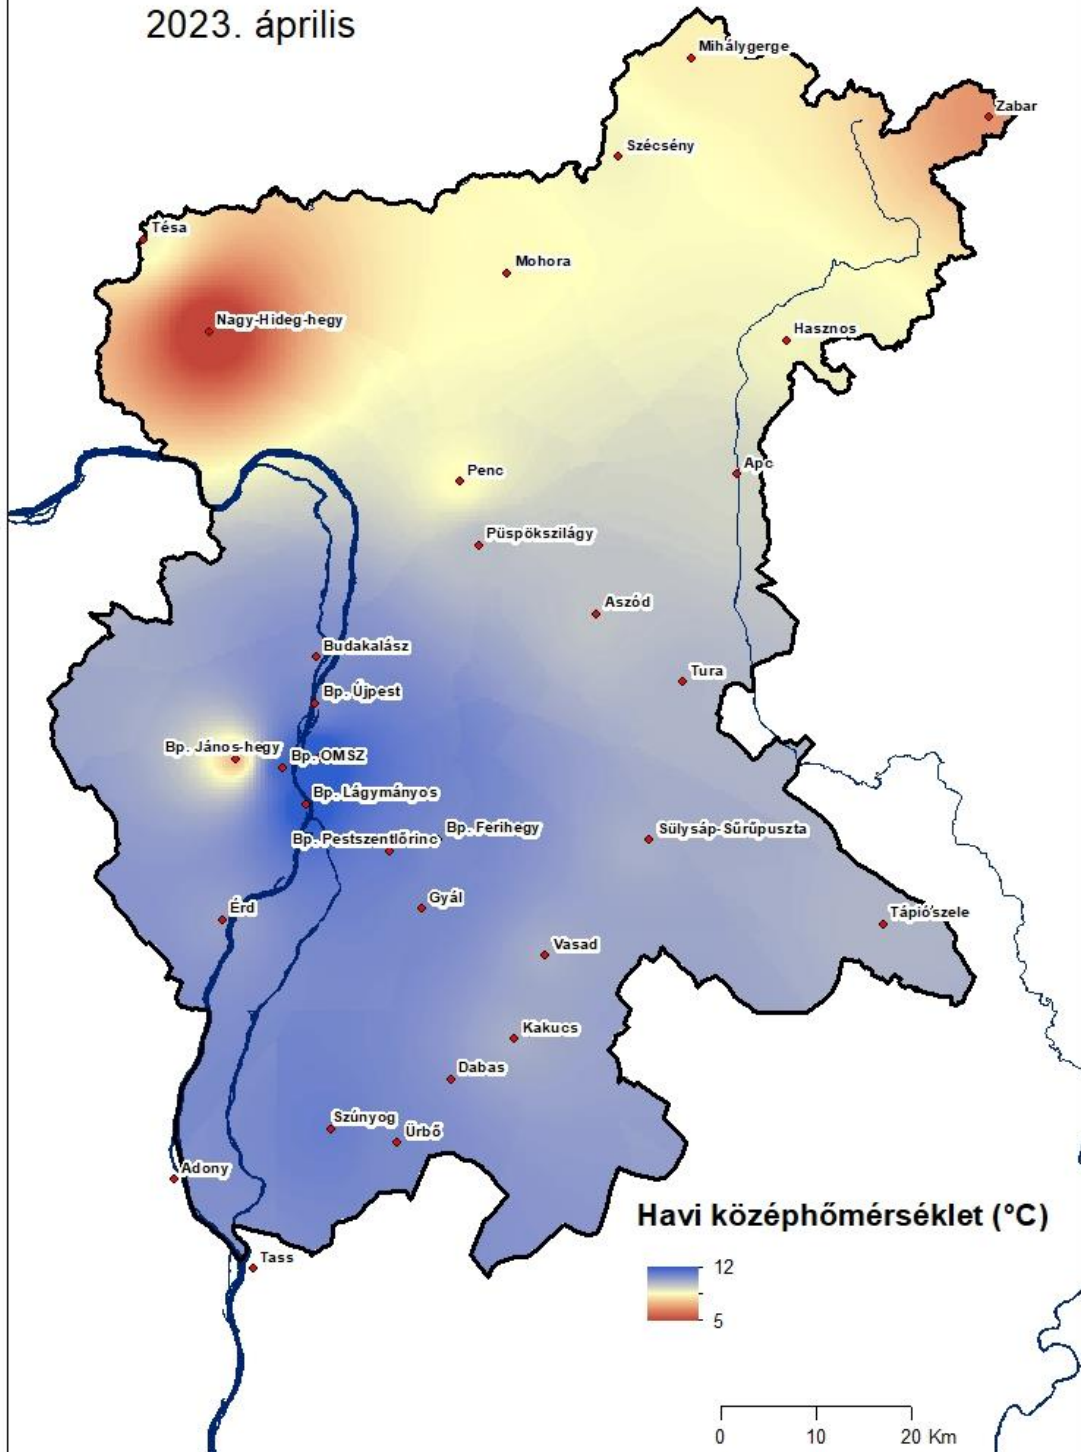 2023. április
Mihálygerge
Zabar
Szécsény
Tésa
Mohora
Nagy-Hideg-hegy
Hasznos
Penc
Apc
Püspökszilágy
Aszód
Budakalász
Tura
Bp. Újpest
Bp. János-hegy
Bp. OMSZ
Bp. Lágymányos
Bp. Ferihegy
Bp. Pestszentlőrinc
Sülysáp-Sűrűpuszta
Gyál
Érd
Tápiószele
Vasad
Kakucs
Dabas
Szúnyog
Ürbő
Adony
Havi középhőmérséklet (°C)
Tass
12
5
0 10 20 Km